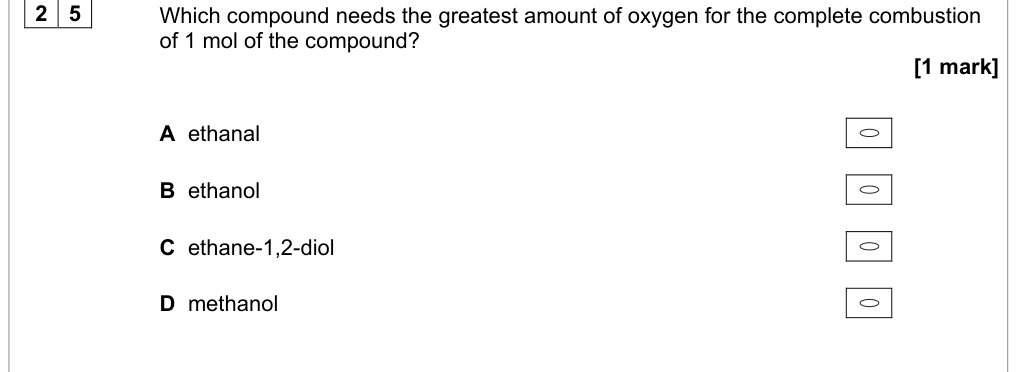 2 5 Which compound needs the greatest amount of oxygen for the complete combustion
of 1 mol of the compound?
[1 mark]
A ethanal
B ethanol
C ethane-1,2-diol
D methanol